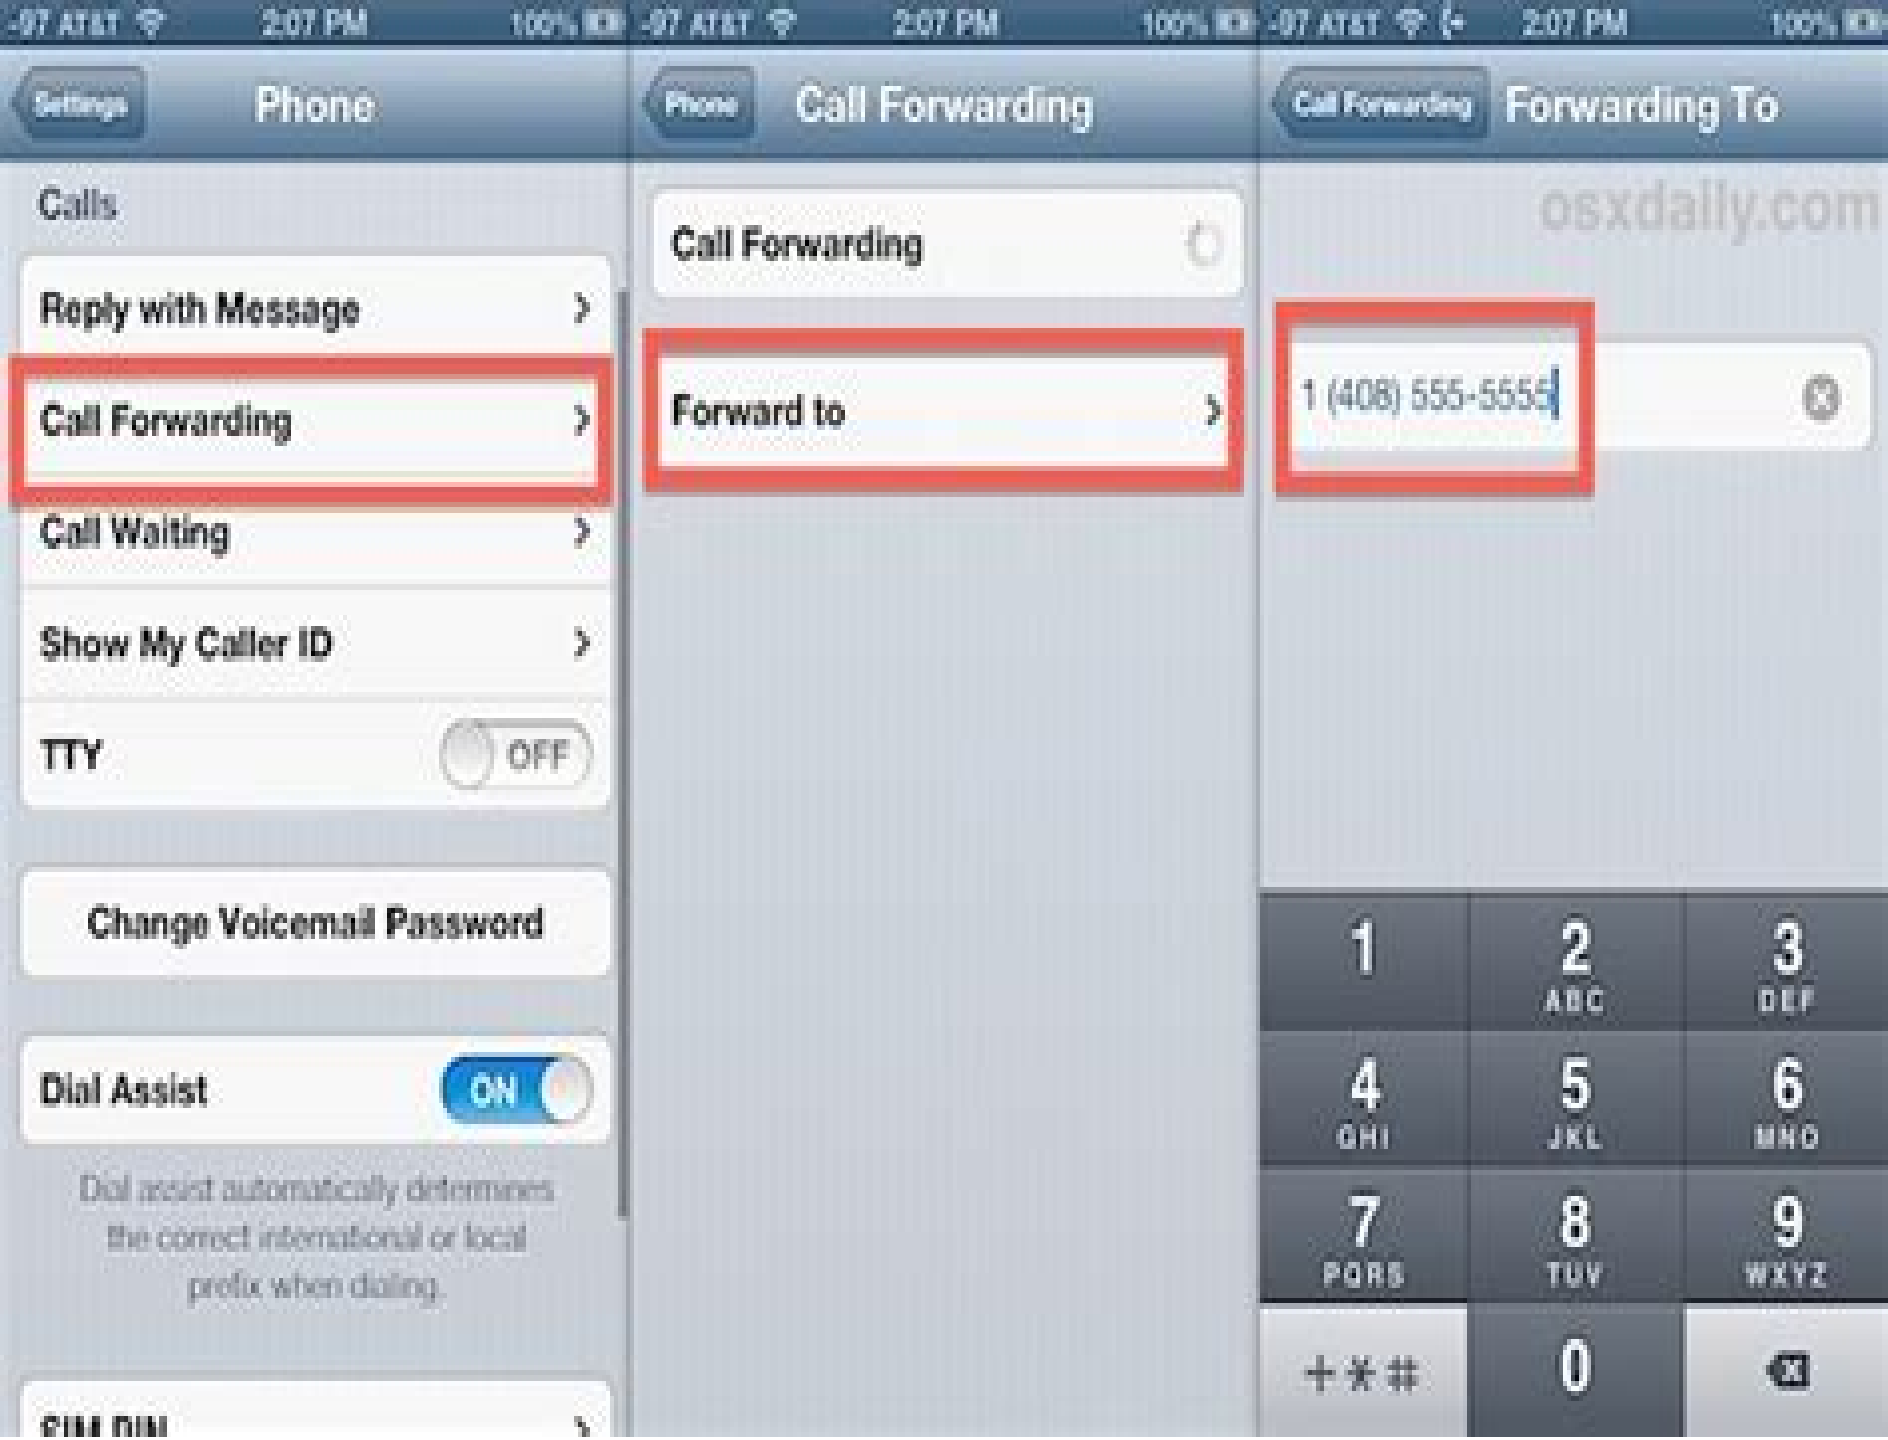 -97 AT&T 2:07 PM 100%
Settings Phone
Calls
Reply with Message
Call Forwarding
Call Waiting
Show My Caller ID
TTY OFF
Change Voicemail Password
Dial Assist ON
Dial assist automatically determines
the correct international or local
prefix when dialing.
SIM PIN
-97 AT&T 2:07 PM 100%
Phone Call Forwarding
Call Forwarding
Forward to
-97 AT&T 2:07 PM 100%
Call Forwarding Forwarding To
osxdaily.com
1 (408) 555-5555
1 2 3
ABC DEF
4 5 6
GHI JKL MNO
7 8 9
PQRS TUV WXYZ
+*# 0